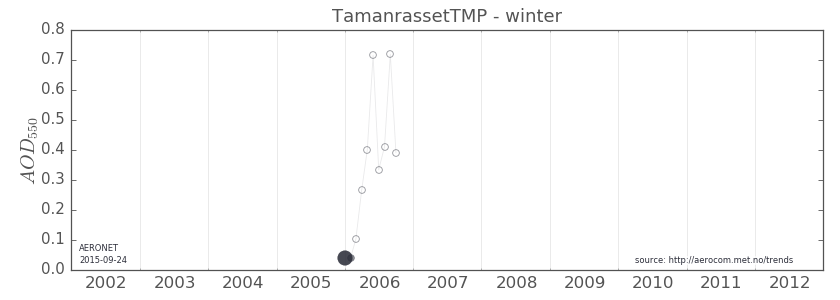 TamanrassetTMP - winter
0.8
0.7
0.6
0.5
0.4
0.3
0.2
0.1
0.0
AOD550
AERONET
2015-09-24
source: http://aerocom.met.no/trends
2002 2003 2004 2005 2006 2007 2008 2009 2010 2011 2012